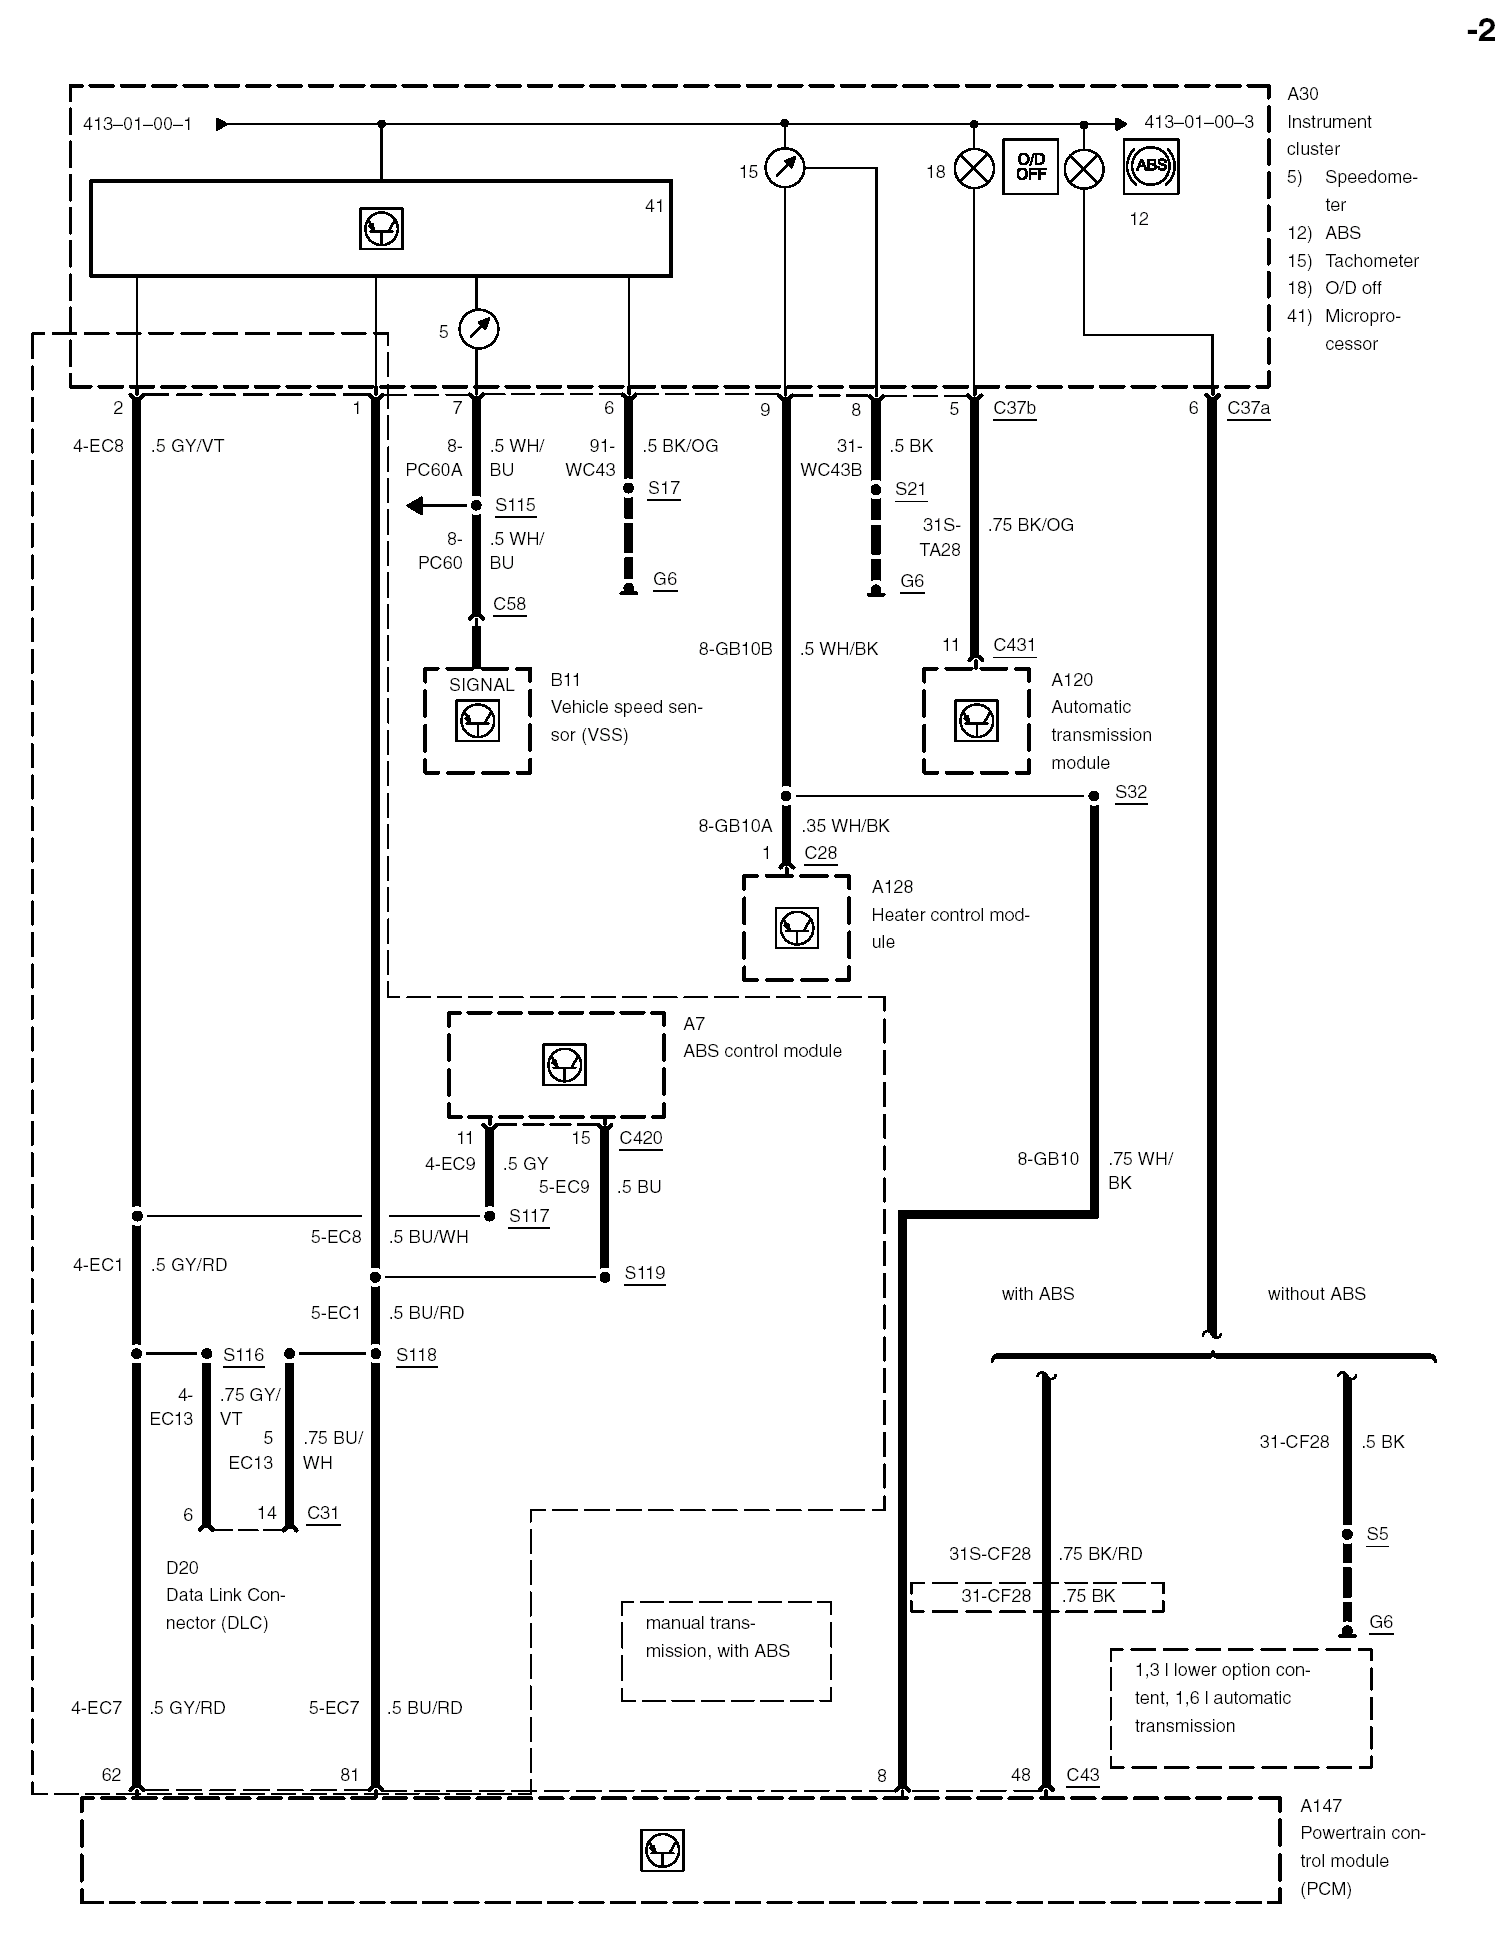 -2
413–01–00–1
413–01–00–3
A30
Instrument
cluster
5) Speedome-
ter
12) ABS
15) Tachometer
18) O/D off
41) Micropro-
cessor
15
18
O/D
OFF
ABS
12
41
5
2
1
7
6
9
8
5
C37b
6
C37a
4-EC8 .5 GY/VT
8-
PC60A
.5 WH/
BU
91-
WC43
.5 BK/OG
31-
WC43B
.5 BK
S17
S21
S115
8-
PC60
.5 WH/
BU
31S-
TA28
.75 BK/OG
G6
G6
C58
8-GB10B .5 WH/BK
11 C431
SIGNAL
B11
Vehicle speed sen-
sor (VSS)
A120
Automatic
transmission
module
S32
8-GB10A .35 WH/BK
1 C28
A128
Heater control mod-
ule
A7
ABS control module
11
15 C420
4-EC9 .5 GY
5-EC9 .5 BU
8-GB10
.75 WH/
BK
S117
5-EC8 .5 BU/WH
4-EC1 .5 GY/RD
S119
with ABS
without ABS
5-EC1 .5 BU/RD
S116
S118
4-
EC13
.75 GY/
VT
5
EC13
.75 BU/
WH
31-CF28 .5 BK
6
14 C31
S5
31S-CF28 .75 BK/RD
31-CF28 .75 BK
D20
Data Link Con-
nector (DLC)
G6
manual trans-
mission, with ABS
1,3 l lower option con-
tent, 1,6 l automatic
transmission
4-EC7 .5 GY/RD
5-EC7 .5 BU/RD
62
81
8
48 C43
A147
Powertrain con-
trol module
(PCM)